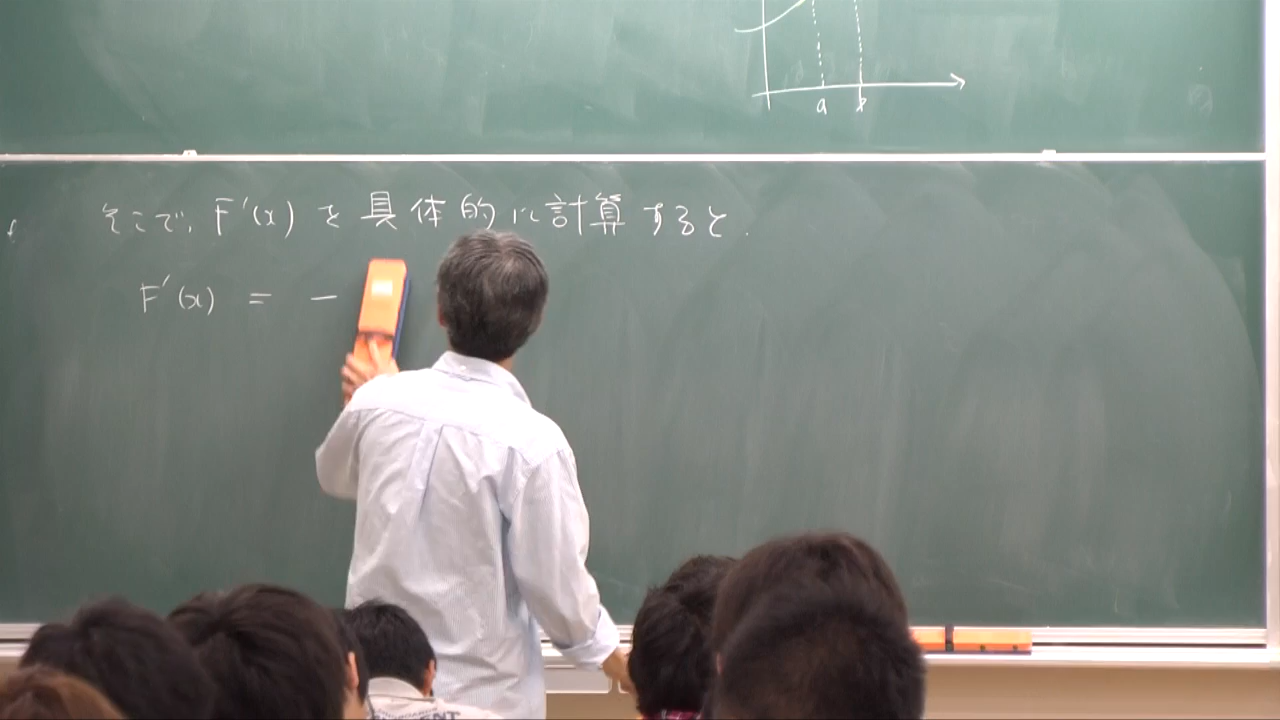 a b
そこで、F'(x) を 具体的に計算すると.
F'(x) = -